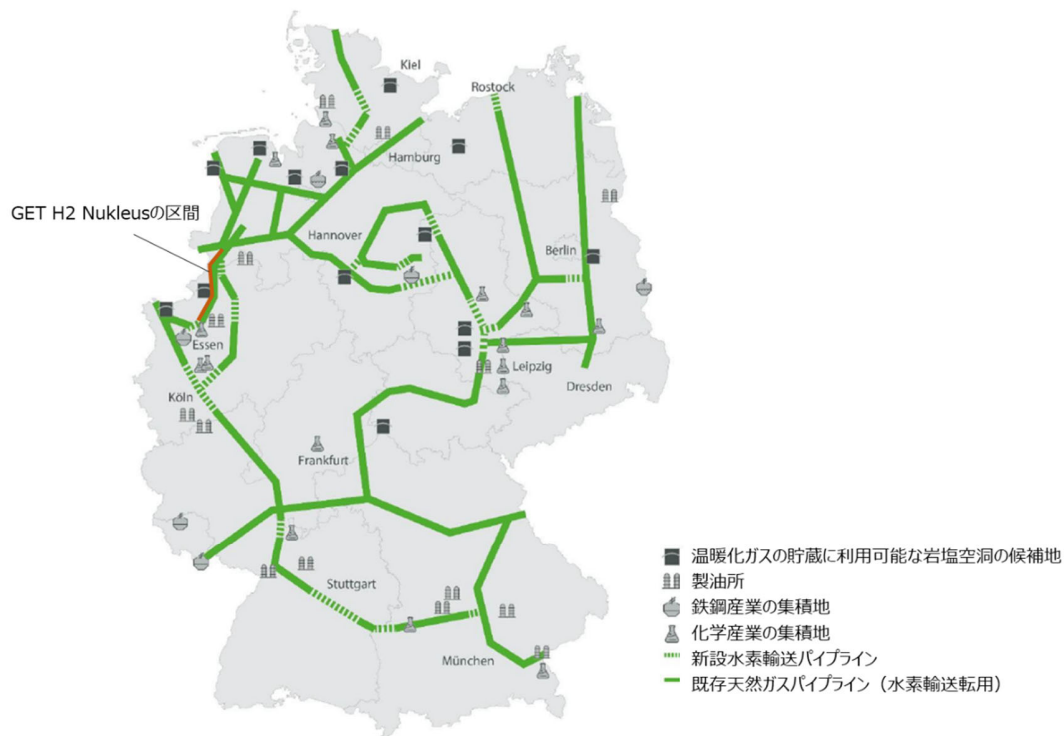 Kiel
Rostock
Hamburg
GET H2 Nukleusの区間
Hannover
Berlin
Essen
Leipzig
Dresden
Köln
Frankfurt
Stuttgart
München
温暖化ガスの貯蔵に利用可能な岩塩空洞の候補地
製油所
鉄鋼産業の集積地
化学産業の集積地
新設水素輸送パイプライン
既存天然ガスパイプライン（水素輸送転用）